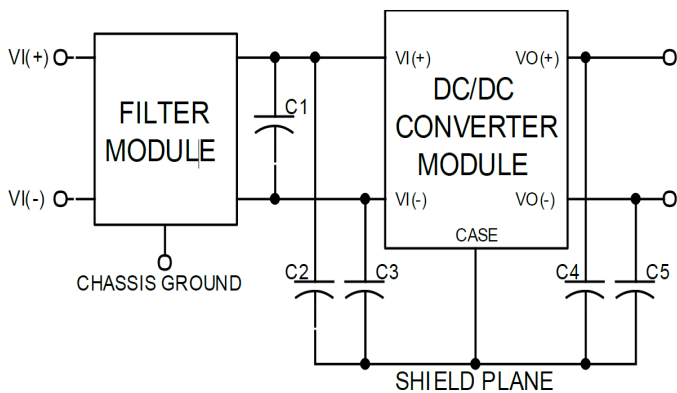 VI(+)
FILTER
MODULE
VI(-)
CHASSIS GROUND
C1
C2
C3
VI(+)
VO(+)
DC/DC
CONVERTER
MODULE
VI(-)
VO(-)
CASE
C4
C5
SHIELD PLANE